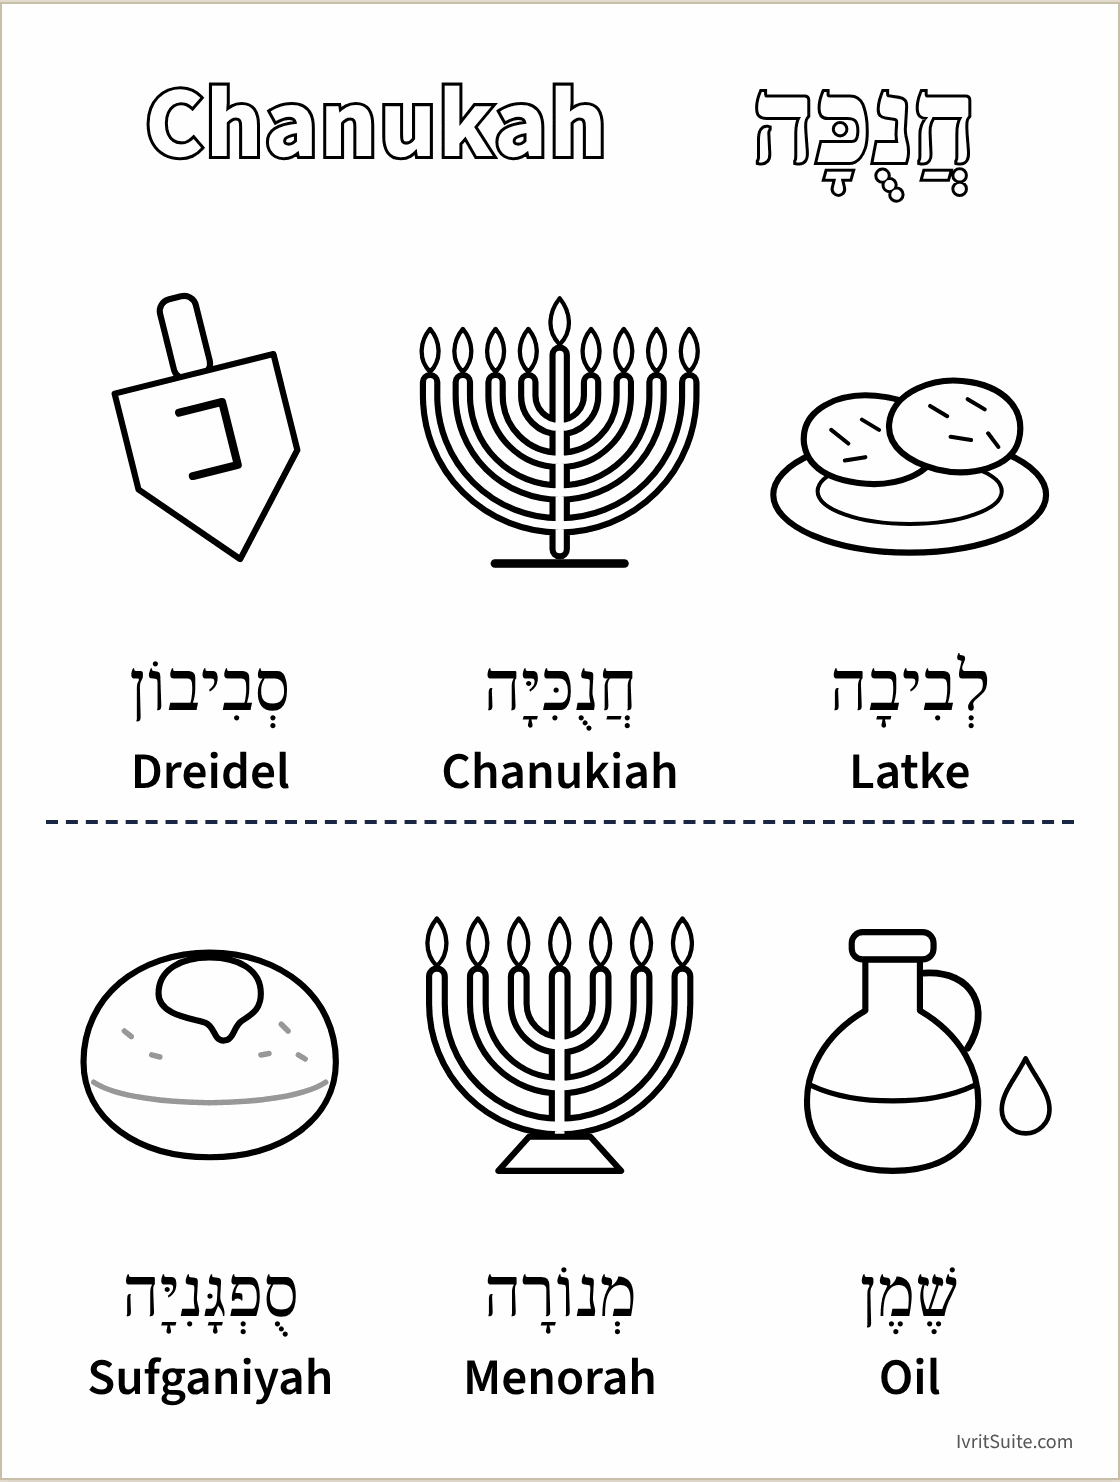 Chanukah חֲנֻכָּה
כ
סְבִיבוֹן
Dreidel
חֲנֻכִּיָּה
Chanukiah
לְבִיבָה
Latke
סֻפְגָּנִיָּה
Sufganiyah
מְנוֹרָה
Menorah
שֶׁמֶן
Oil
IvritSuite.com